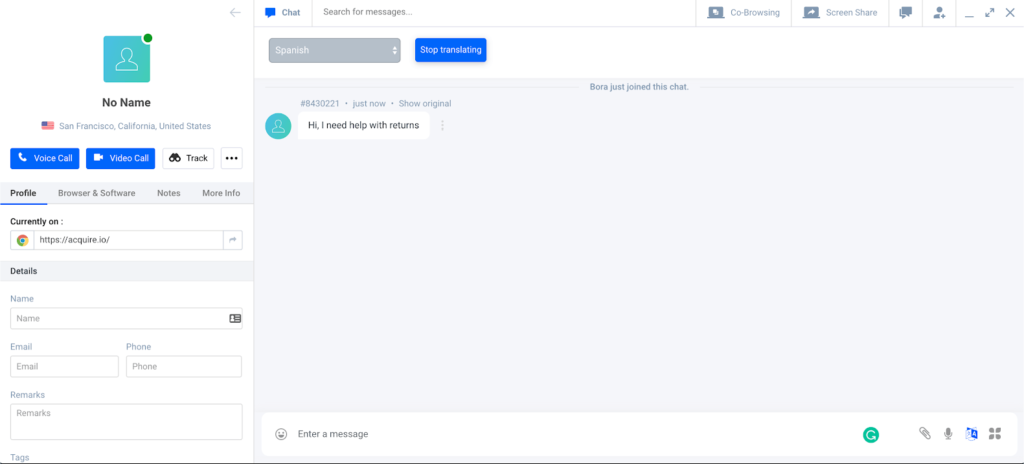 Chat
Search for messages...
Co-Browsing
Screen Share
Spanish
Stop translating
Bora just joined this chat.
#8430221 • just now • Show original
Hi, I need help with returns
Enter a message
No Name
San Francisco, California, United States
Voice Call
Video Call
Track
Profile
Browser & Software
Notes
More Info
Currently on :
https://acquire.io/
Details
Name
Name
Email
Phone
Email
Phone
Remarks
Remarks
Tags